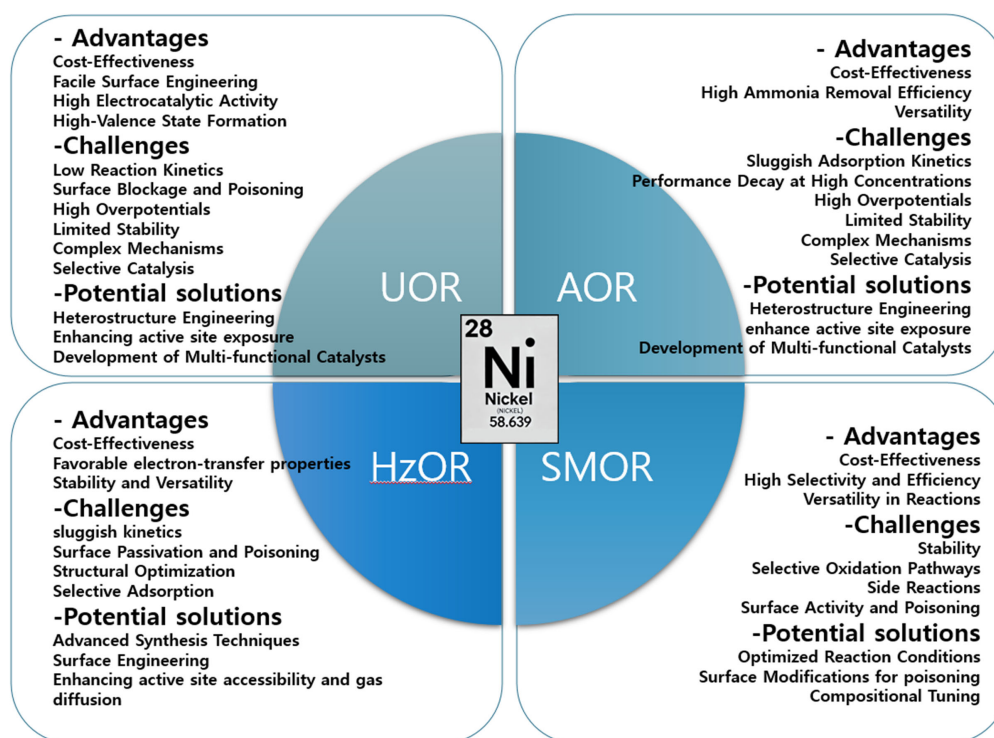 - Advantages
Cost-Effectiveness
Facile Surface Engineering
High Electrocatalytic Activity
High-Valence State Formation
-Challenges
Low Reaction Kinetics
Surface Blockage and Poisoning
High Overpotentials
Limited Stability
Complex Mechanisms
Selective Catalysis
-Potential solutions
Heterostructure Engineering
Enhancing active site exposure
Development of Multi-functional Catalysts
UOR
- Advantages
Cost-Effectiveness
High Ammonia Removal Efficiency
Versatility
-Challenges
Sluggish Adsorption Kinetics
Performance Decay at High Concentrations
High Overpotentials
Limited Stability
Complex Mechanisms
Selective Catalysis
-Potential solutions
Heterostructure Engineering
enhance active site exposure
Development of Multi-functional Catalysts
AOR
28
Ni
Nickel
(NICKEL)
58.639
- Advantages
Cost-Effectiveness
Favorable electron-transfer properties
Stability and Versatility
-Challenges
sluggish kinetics
Surface Passivation and Poisoning
Structural Optimization
Selective Adsorption
-Potential solutions
Advanced Synthesis Techniques
Surface Engineering
Enhancing active site accessibility and gas
diffusion
HzOR
- Advantages
Cost-Effectiveness
High Selectivity and Efficiency
Versatility in Reactions
-Challenges
Stability
Selective Oxidation Pathways
Side Reactions
Surface Activity and Poisoning
-Potential solutions
Optimized Reaction Conditions
Surface Modifications for poisoning
Compositional Tuning
SMOR